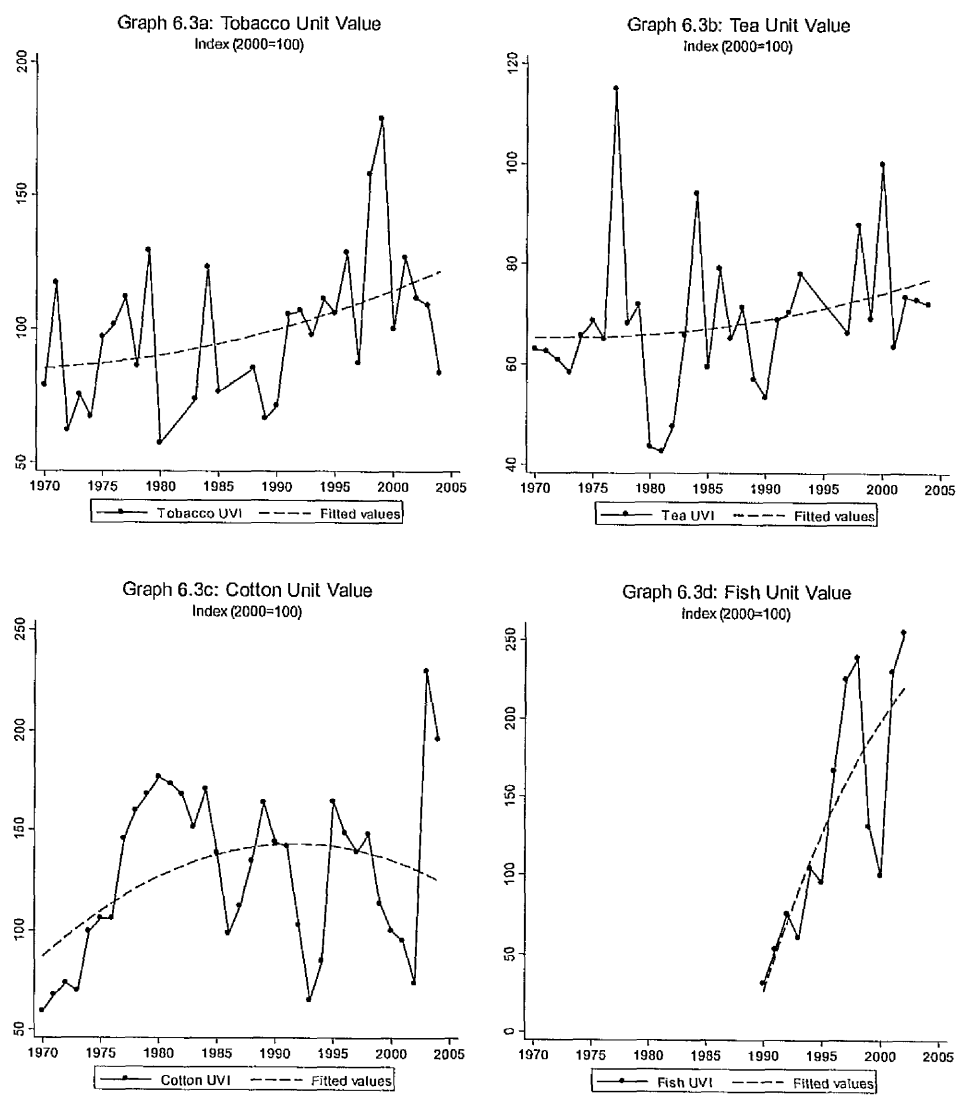 Graph 6.3a: Tobacco Unit Value
Index (2000=100)
200
150
100
50
1970 1975 1980 1985 1990 1995 2000 2005
Tobacco UVI Fitted values
Graph 6.3b: Tea Unit Value
Index (2000=100)
120
100
80
60
40
1970 1975 1980 1985 1990 1995 2000 2005
Tea UVI Fitted values
Graph 6.3c: Cotton Unit Value
Index (2000=100)
250
200
150
100
50
1970 1975 1980 1985 1990 1995 2000 2005
Cotton UVI Fitted values
Graph 6.3d: Fish Unit Value
Index (2000=100)
250
200
150
100
50
0
1970 1975 1980 1985 1990 1995 2000 2005
Fish UVI Fitted values